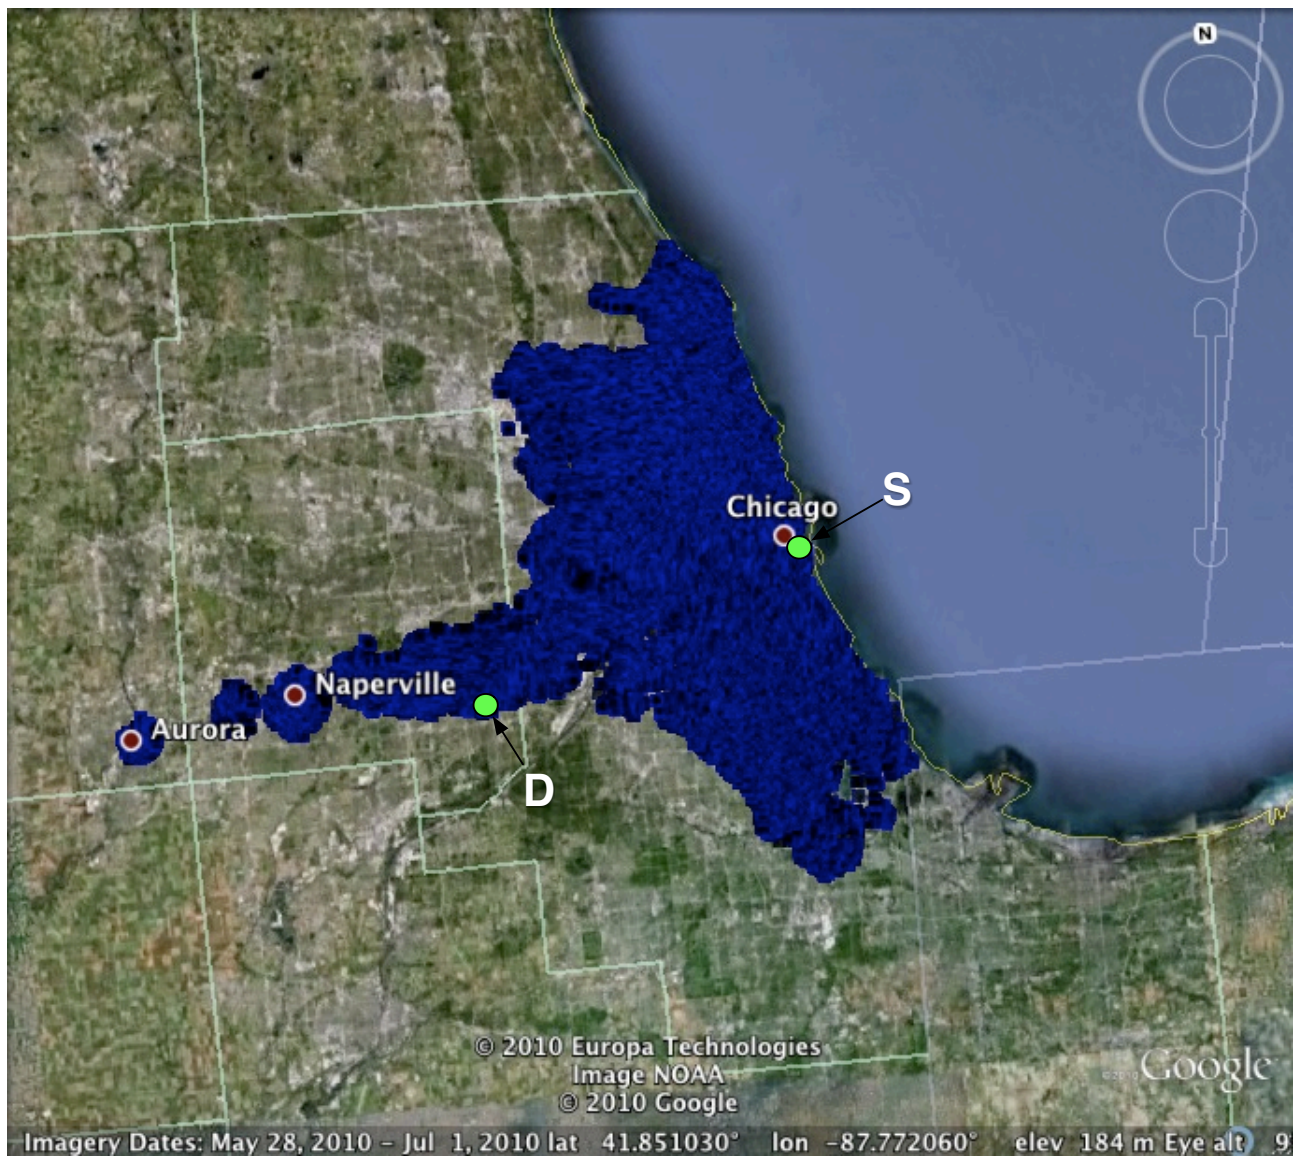 N
S
Chicago
Naperville
Aurora
D
© 2010 Europa Technologies
Image NOAA
© 2010 Google
©2010 Google
Imagery Dates: May 28, 2010 – Jul 1, 2010 lat 41.851030° lon -87.772060° elev 184 m Eye alt